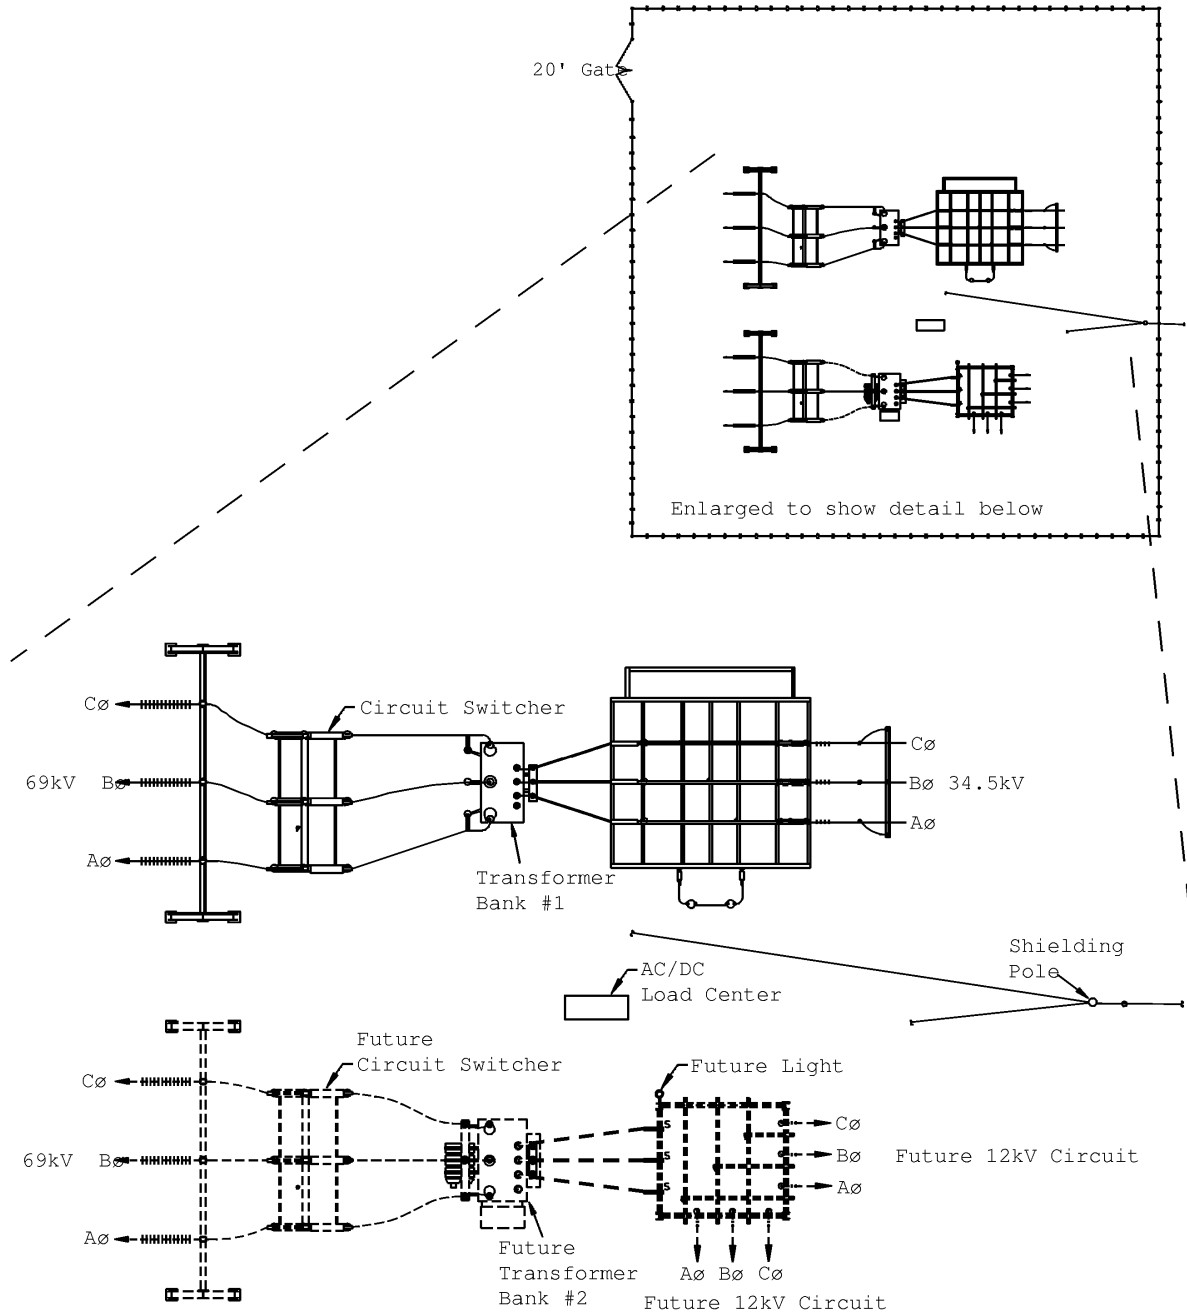 20' Gate
Enlarged to show detail below
Cø
Circuit Switcher
Cø
69kV Bø
Bø 34.5kV
Aø
Aø
Transformer
Bank #1
Shielding
Pole
AC/DC
Load Center
Future
Circuit Switcher
Future Light
Cø
Cø
69kV Bø
Bø Future 12kV Circuit
Aø
Aø
Future
Transformer
Bank #2
Aø Bø Cø
Future 12kV Circuit